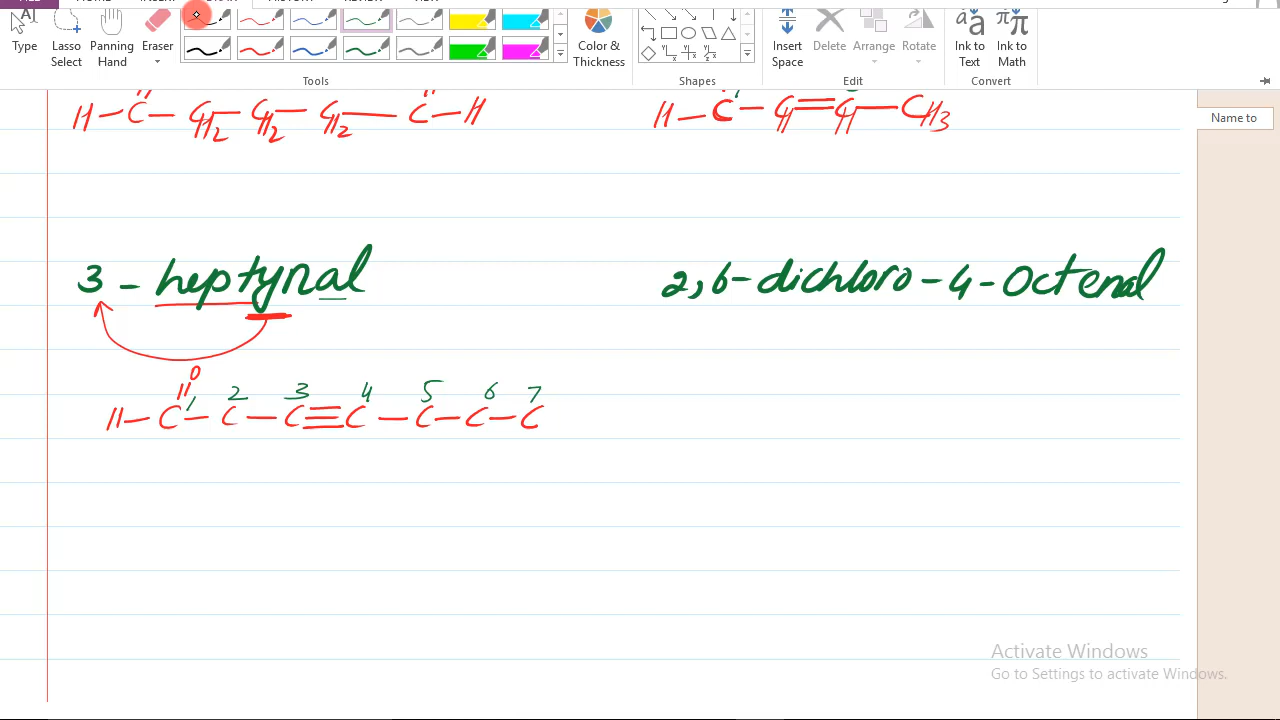 Type
Lasso Select
Panning Hand
Eraser
Color & Thickness
Insert Space
Delete
Arrange
Rotate
Ink to Text
Ink to Math
Tools
Shapes
Edit
Convert
Name to
H — C — CH2 — CH2 — CH2 — C — H
H — C — CH = CH — CH3
3 - heptynal
2,6-dichloro-4-Octenal
O
1 2 3 4 5 6 7
H — C — C — C ≡ C — C — C — C
Activate Windows
Go to Settings to activate Windows.